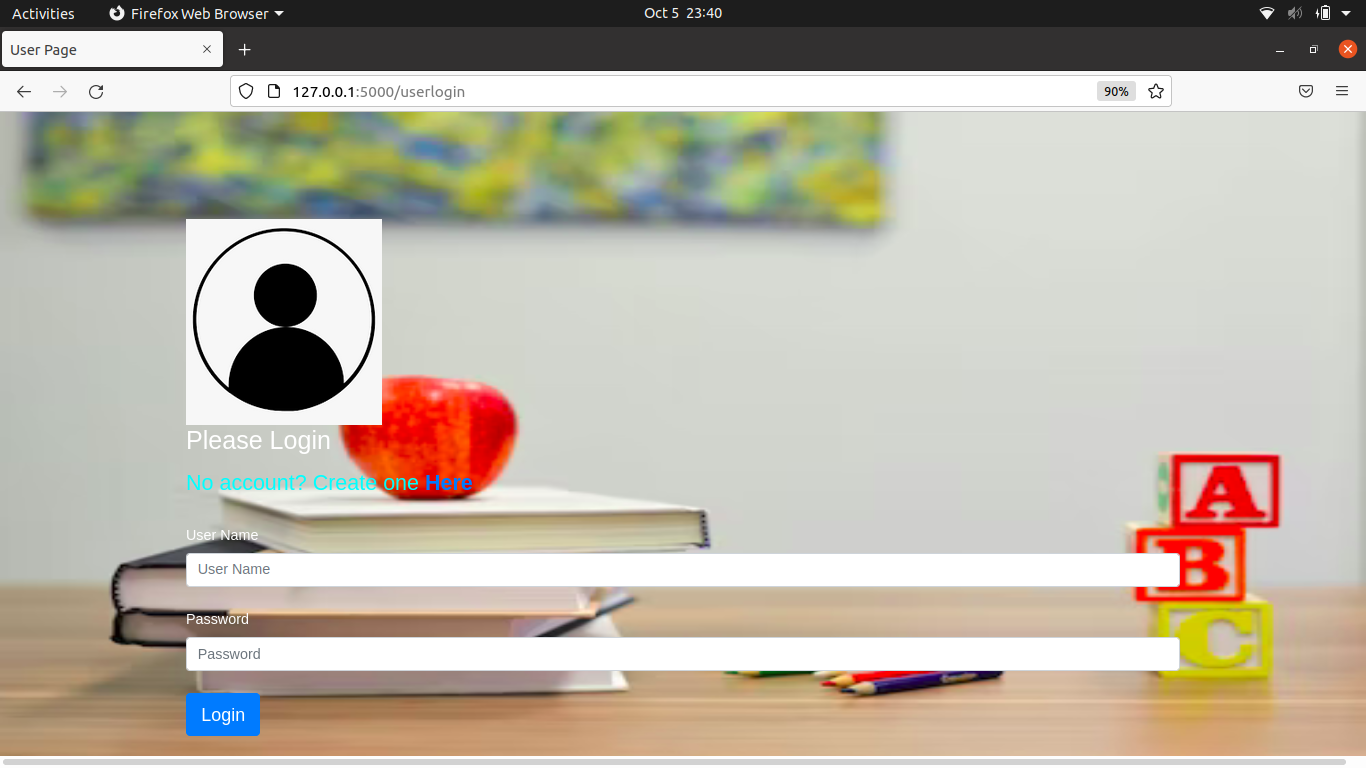 Activities Firefox Web Browser Oct 5 23:40
User Page
127.0.0.1:5000/userlogin 90%
Please Login
No account? Create one Here
A
User Name
B
User Name
Password
C
Password
Login